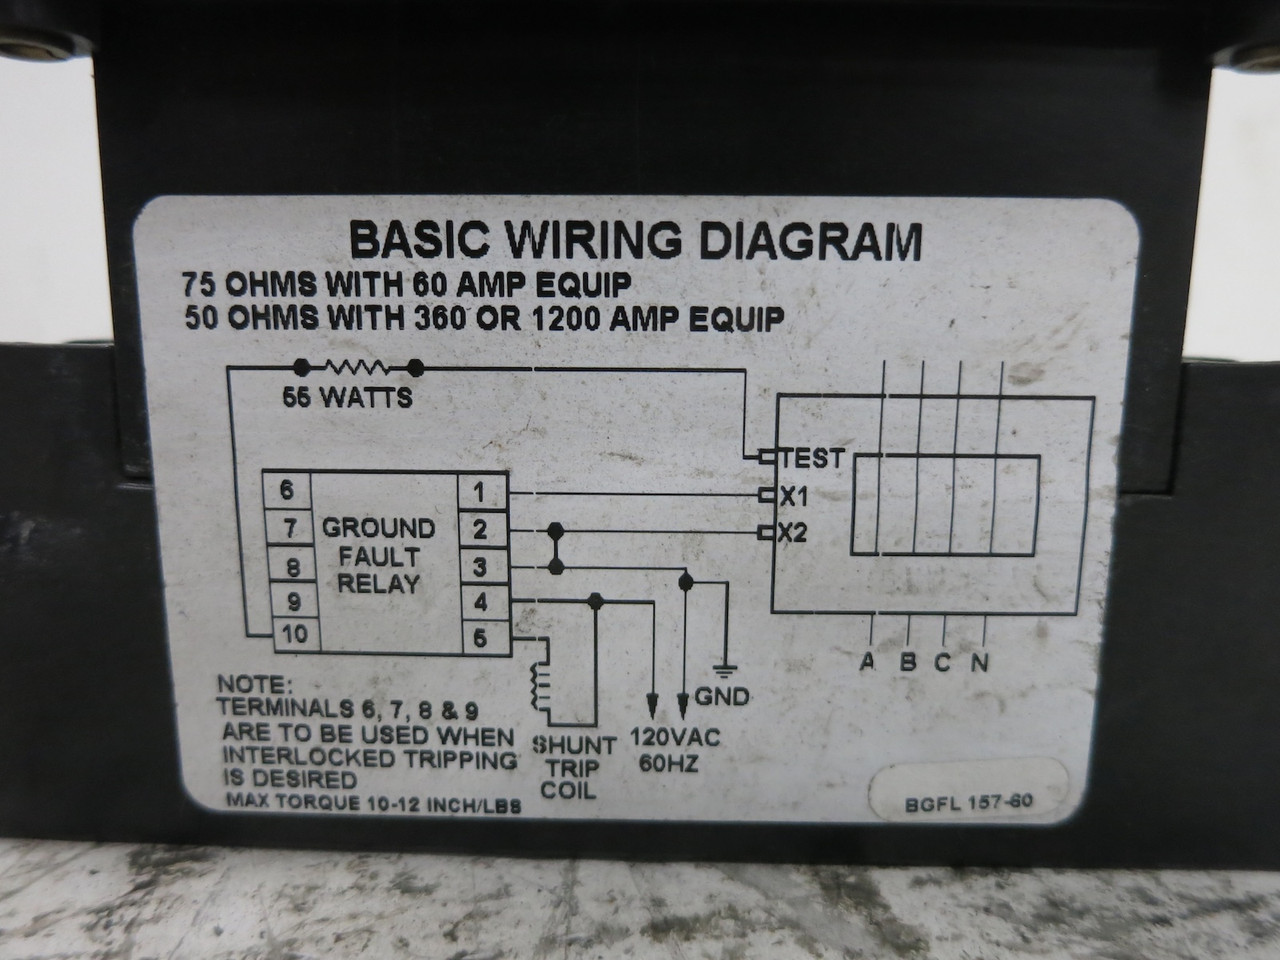 BASIC WIRING DIAGRAM
75 OHMS WITH 60 AMP EQUIP
50 OHMS WITH 360 OR 1200 AMP EQUIP
55 WATTS
TEST
X1
X2
6
7
8
9
10
GROUND
FAULT
RELAY
1
2
3
4
5
A B C N
GND
120VAC
60HZ
SHUNT
TRIP
COIL
NOTE:
TERMINALS 6, 7, 8 & 9
ARE TO BE USED WHEN
INTERLOCKED TRIPPING
IS DESIRED
MAX TORQUE 10-12 INCH/LBS
BGFL 157-60